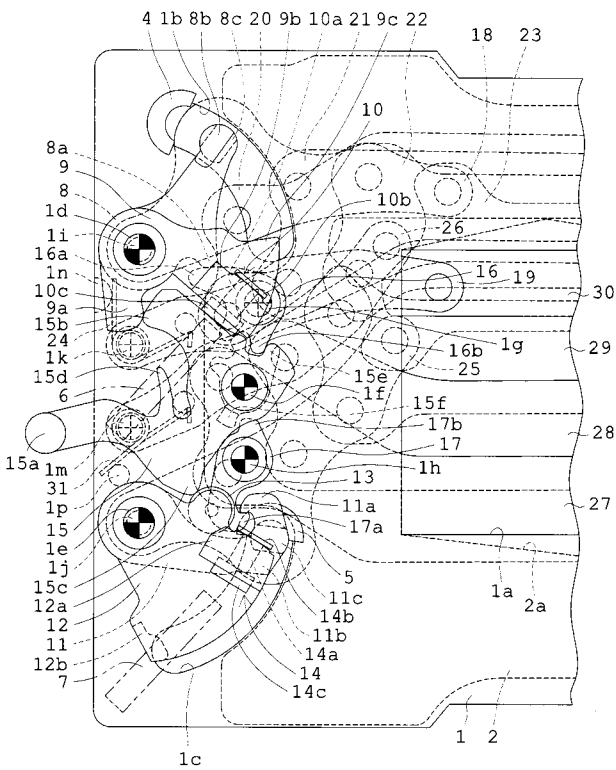 4 1b 8b 8c 20 9b 10a 21 9c 22 18 23
10
8a
9
8
1d
1i
16a
1n
10c
9a
15b
24
1k
15d
6
15a
1m
31
1p
15
1e
1j
15c
12a
12
11
12b
7
10b
26
16
19
30
1g
16b
29
25
15e
1f
15f
28
17b
17
1h
27
13
11a
17a
5
1a
2a
11c
14b
11b
14a
14
14c
1c
1
2